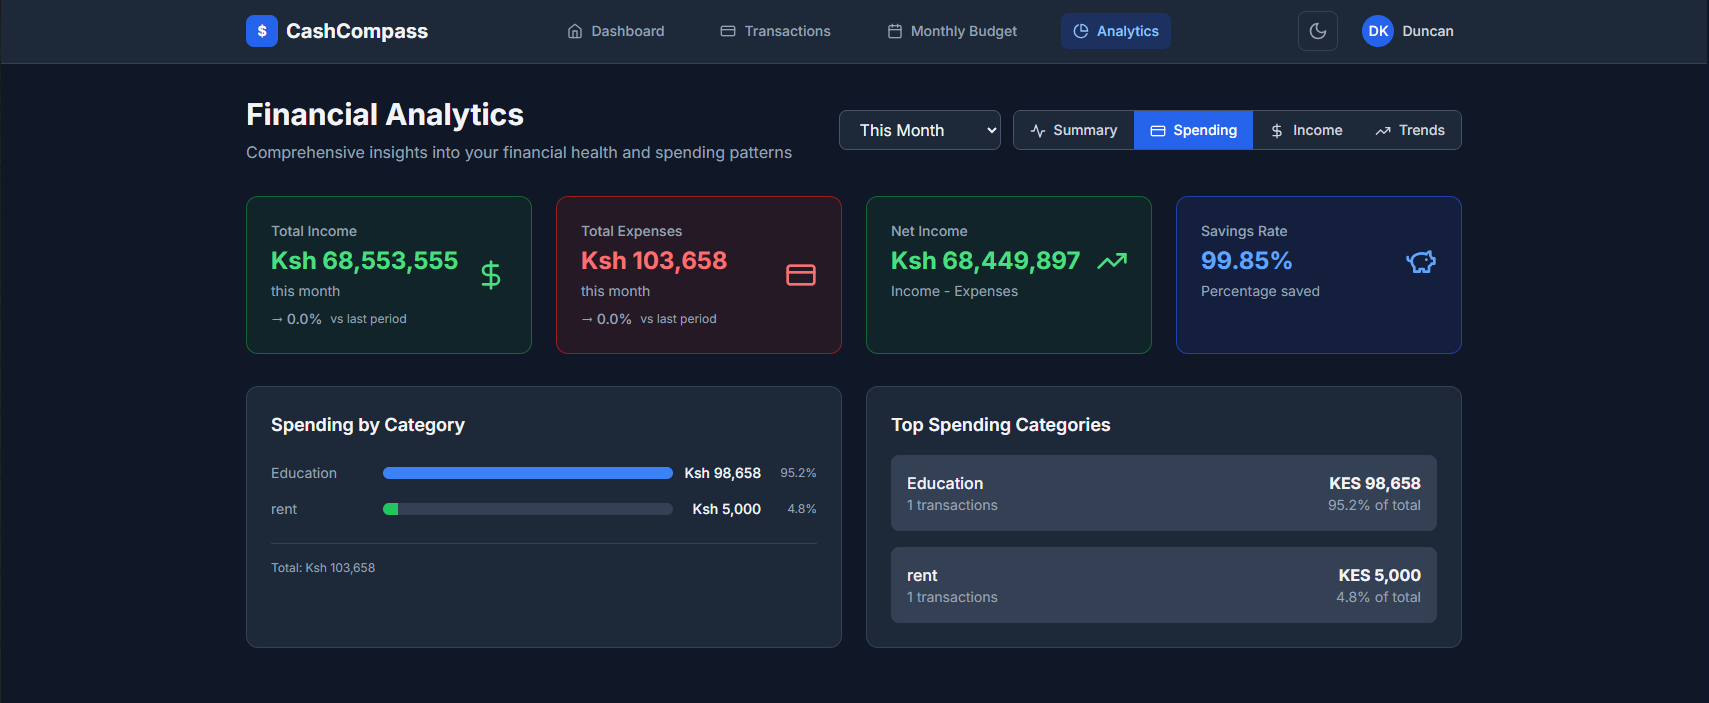 $ CashCompass
Dashboard
Transactions
Monthly Budget
Analytics
DK Duncan
Financial Analytics
Comprehensive insights into your financial health and spending patterns
This Month
Summary
Spending
$ Income
Trends
Total Income
Ksh 68,553,555
$
this month
→ 0.0% vs last period
Total Expenses
Ksh 103,658
this month
→ 0.0% vs last period
Net Income
Ksh 68,449,897
Income - Expenses
Savings Rate
99.85%
Percentage saved
Spending by Category
Education Ksh 98,658 95.2%
rent Ksh 5,000 4.8%
Total: Ksh 103,658
Top Spending Categories
Education KES 98,658
1 transactions 95.2% of total
rent KES 5,000
1 transactions 4.8% of total